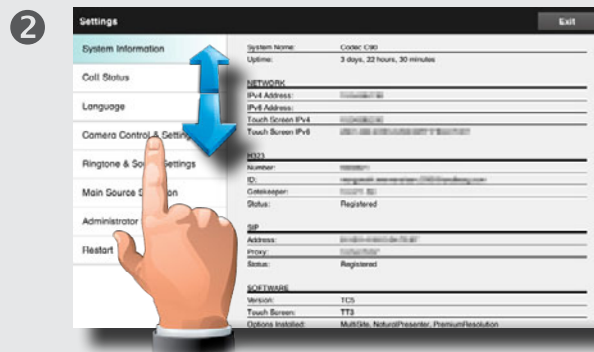 2
Settings
Exit
System Information
Call Status
Language
Camera Control & Settings
Ringtone & Settings
Main Source
Administrator
Restart
System Name: Codec C90
Uptime: 3 days, 22 hours, 30 minutes
NETWORK
IPv4 Address:
IPv6 Address:
Touch Screen IPv4
Touch Screen IPv6
H323
Number:
ID:
Gatekeeper:
Status: Registered
SIP
Address:
Proxy:
Status: Registered
SOFTWARE
Version: TC5
Touch Screen: TT3
Options Installed: MultiSite, NaturalPresenter, PremiumResolution